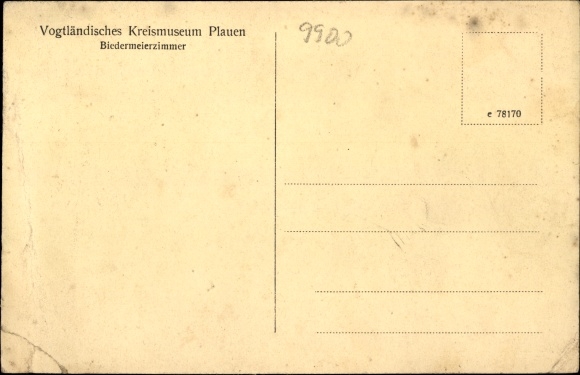 Vogtländisches Kreismuseum Plauen
Biedermeierzimmer
9900
e 78170